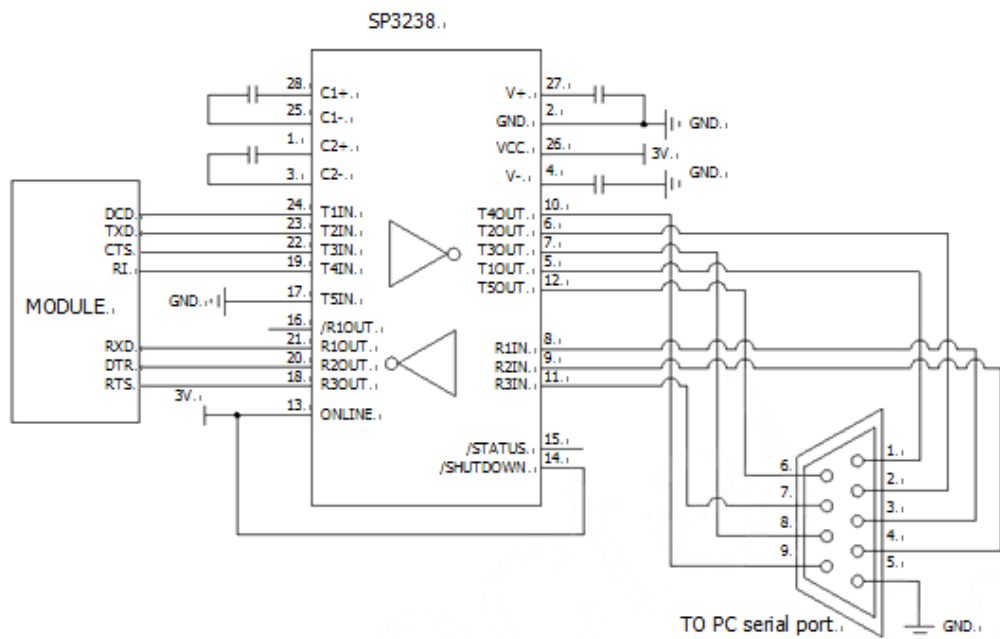 SP3238.
28. C1+. V+. 27.
25. C1-. GND. 2. GND.
1. C2+. VCC. 26. 3V.
3. C2-. V-. 4. GND.
DCD. 24. T1IN. T4OUT. 10.
TXD. 23. T2IN. T2OUT. 6.
CTS. 22. T3IN. T3OUT. 7.
RI. 19. T4IN. T1OUT. 5.
T5OUT. 12.
MODULE.
GND. 17. T5IN.
16. /R1OUT.
RXD. 21. R1OUT. R1IN. 8.
DTR. 20. R2OUT. R2IN. 9.
RTS. 18. R3OUT. R3IN. 11.
3V. 13. ONLINE.
/STATUS. 15.
/SHUTDOWN. 14.
1.
6.
2.
7.
3.
8.
4.
9.
5.
TO PC serial port. GND.